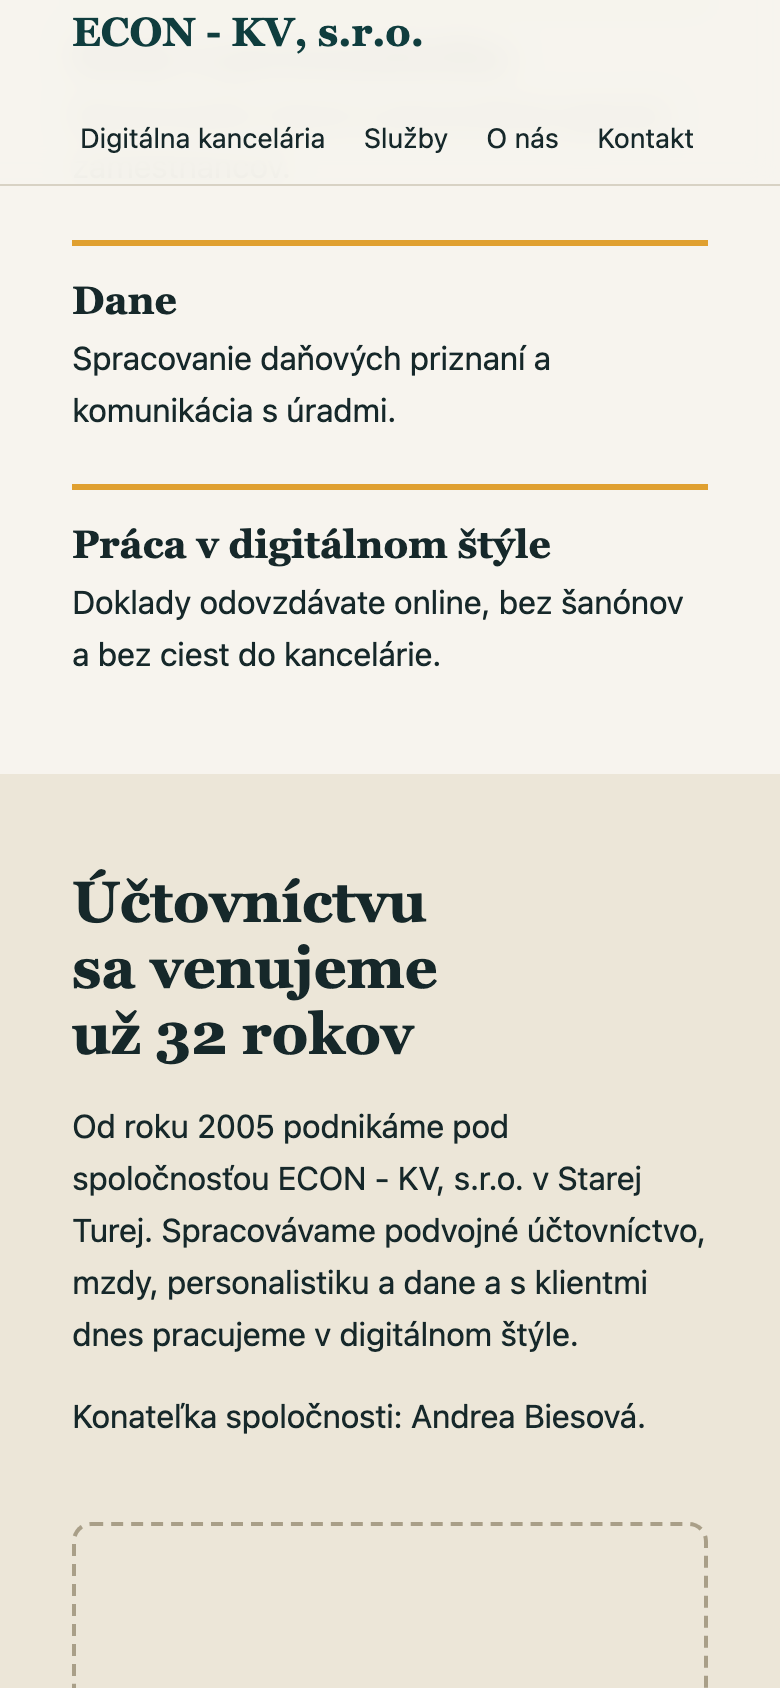 ECON - KV, s.r.o.
Digitálna kancelária Služby O nás Kontakt
Dane
Spracovanie daňových priznaní a
komunikácia s úradmi.
Práca v digitálnom štýle
Doklady odovzdávate online, bez šanónov
a bez ciest do kancelárie.
Účtovníctvu
sa venujeme
už 32 rokov
Od roku 2005 podnikáme pod
spoločnosťou ECON - KV, s.r.o. v Starej
Turej. Spracovávame podvojné účtovníctvo,
mzdy, personalistiku a dane a s klientmi
dnes pracujeme v digitálnom štýle.
Konateľka spoločnosti: Andrea Biesová.